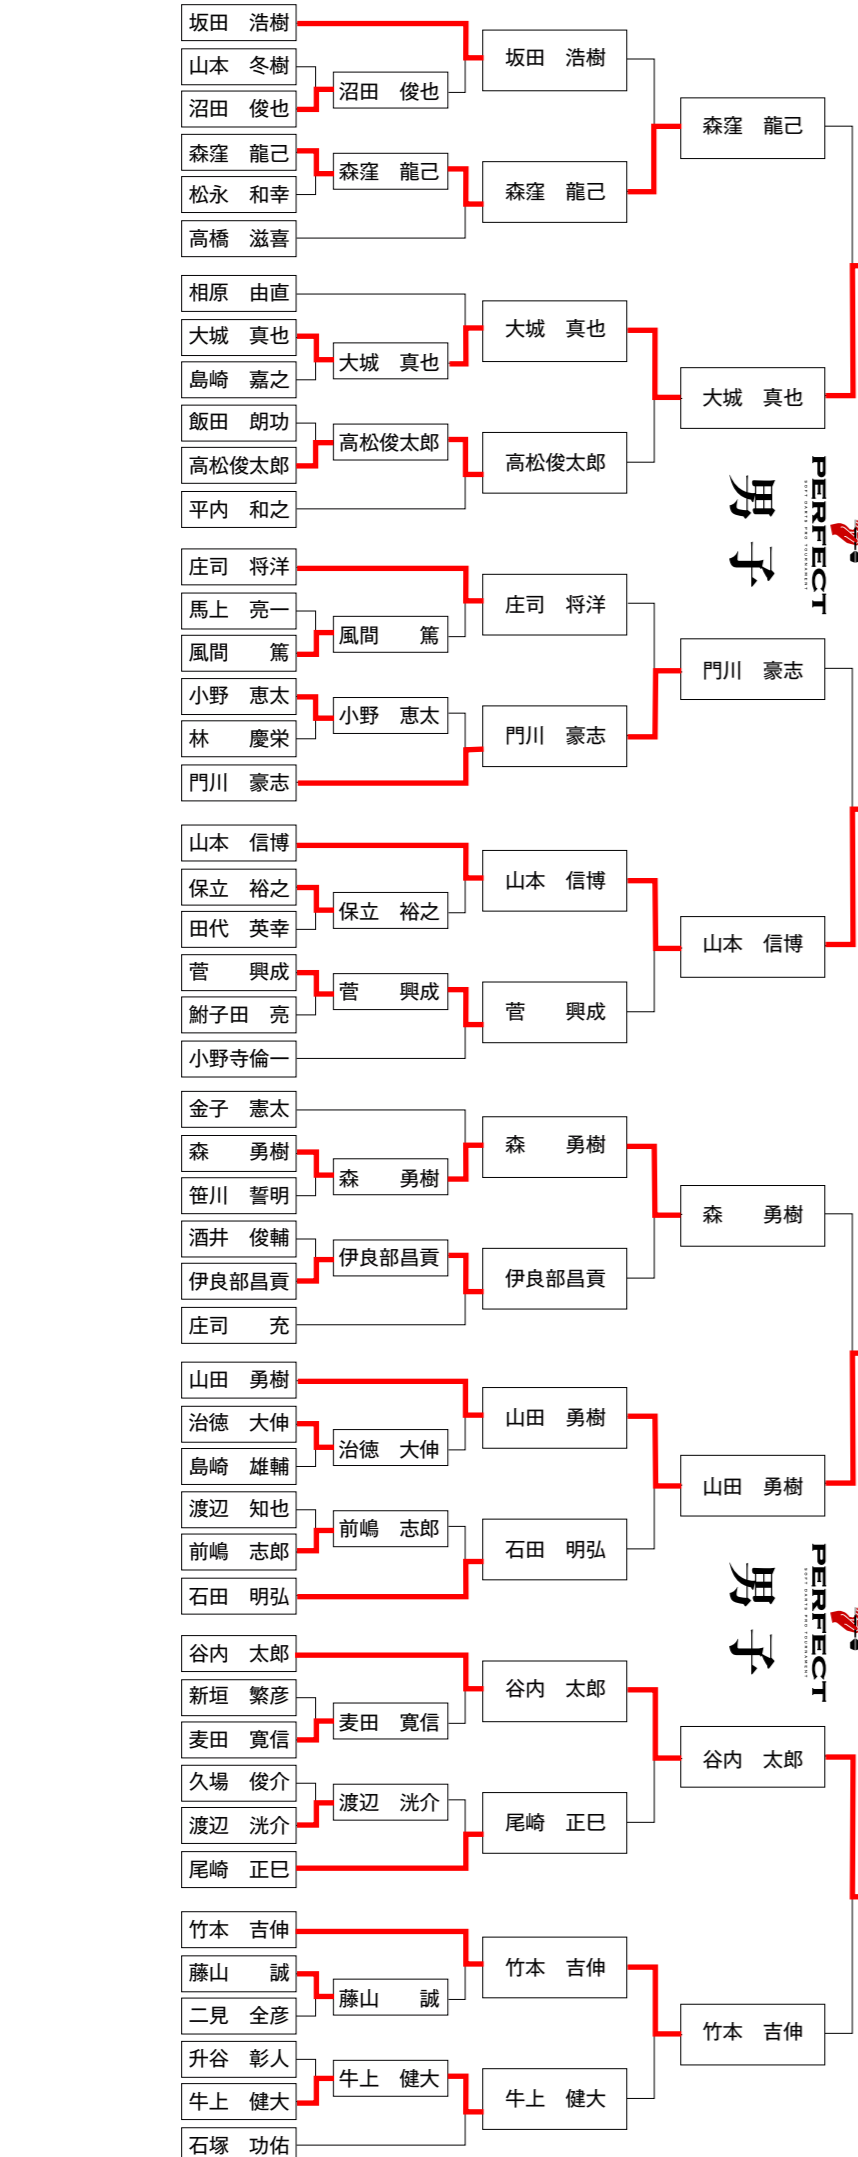 坂田　浩樹
山本　冬樹
沼田　俊也
森窪　龍己
松永　和幸
高橋　滋喜
相原　由直
大城　真也
島崎　嘉之
飯田　朗功
高松俊太郎
平内　和之
庄司　将洋
馬上　亮一
風間　　篤
小野　恵太
林　　慶栄
門川　豪志
山本　信博
保立　裕之
田代　英幸
菅　　興成
鮒子田　亮
小野寺倫一
金子　憲太
森　　勇樹
笹川　誓明
酒井　俊輔
伊良部昌貢
庄司　　充
山田　勇樹
治徳　大伸
島崎　雄輔
渡辺　知也
前嶋　志郎
石田　明弘
谷内　太郎
新垣　繁彦
麦田　寛信
久場　俊介
渡辺　洸介
尾崎　正巳
竹本　吉伸
藤山　　誠
二見　全彦
升谷　彰人
牛上　健大
石塚　功佑
沼田　俊也
森窪　龍己
大城　真也
高松俊太郎
風間　　篤
小野　恵太
保立　裕之
菅　　興成
森　　勇樹
伊良部昌貢
治徳　大伸
前嶋　志郎
麦田　寛信
渡辺　洸介
藤山　　誠
牛上　健大
坂田　浩樹
森窪　龍己
大城　真也
高松俊太郎
庄司　将洋
門川　豪志
山本　信博
菅　　興成
森　　勇樹
伊良部昌貢
山田　勇樹
石田　明弘
谷内　太郎
尾崎　正巳
竹本　吉伸
牛上　健大
森窪　龍己
大城　真也
門川　豪志
山本　信博
森　　勇樹
山田　勇樹
谷内　太郎
竹本　吉伸
PERFECT
SOFT DARTS PRO TOURNAMENT
男子
PERFECT
SOFT DARTS PRO TOURNAMENT
男子